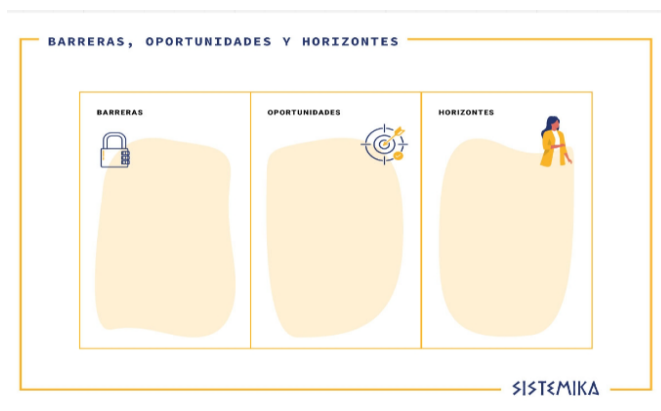 BARRERAS, OPORTUNIDADES Y HORIZONTES
BARRERAS
OPORTUNIDADES
HORIZONTES
SISTEMIKA